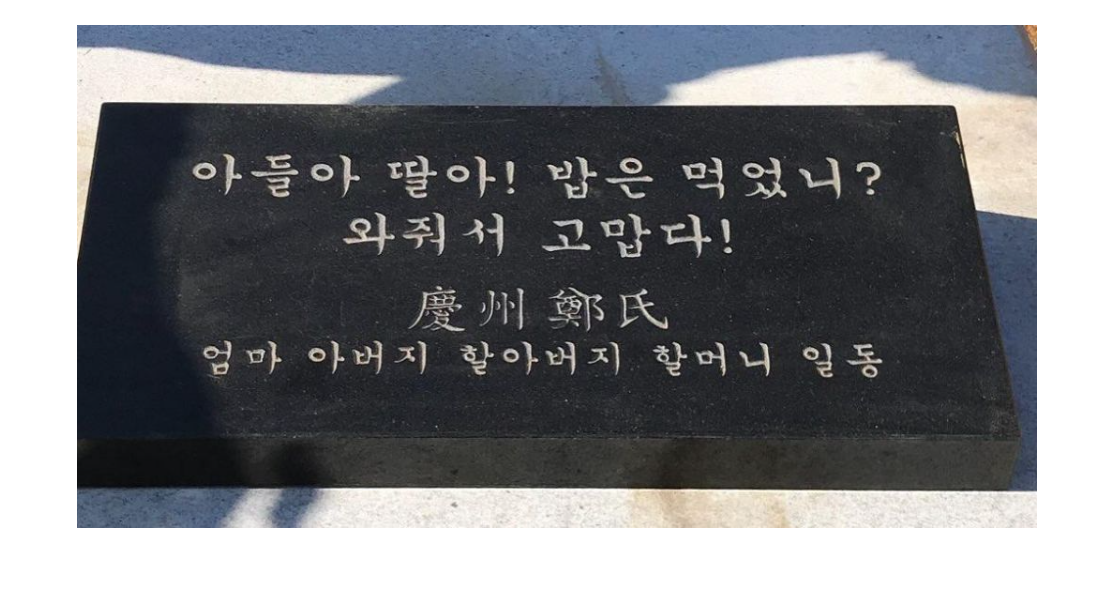 아들아 딸아! 밥은 먹었니?
와줘서 고맙다!
慶州 鄭氏
엄마 아버지 할아버지 할머니 일동